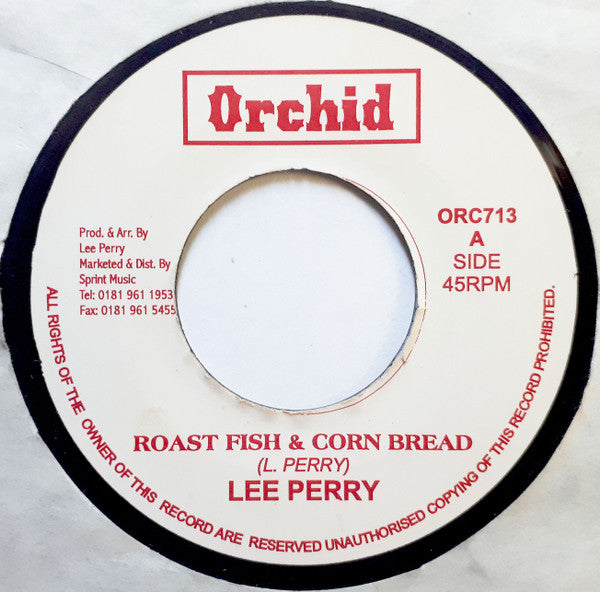 Orchid
Prod. & Arr. By
Lee Perry
Marketed & Dist. By
Sprint Music
Tel: 0181 961 1953
Fax: 0181 961 5455
ORC713
A
SIDE
45RPM
ROAST FISH & CORN BREAD
(L. PERRY)
LEE PERRY
ALL RIGHTS OF THE OWNER OF THIS RECORD ARE RESERVED UNAUTHORISED COPYING OF THIS RECORD PROHIBITED.